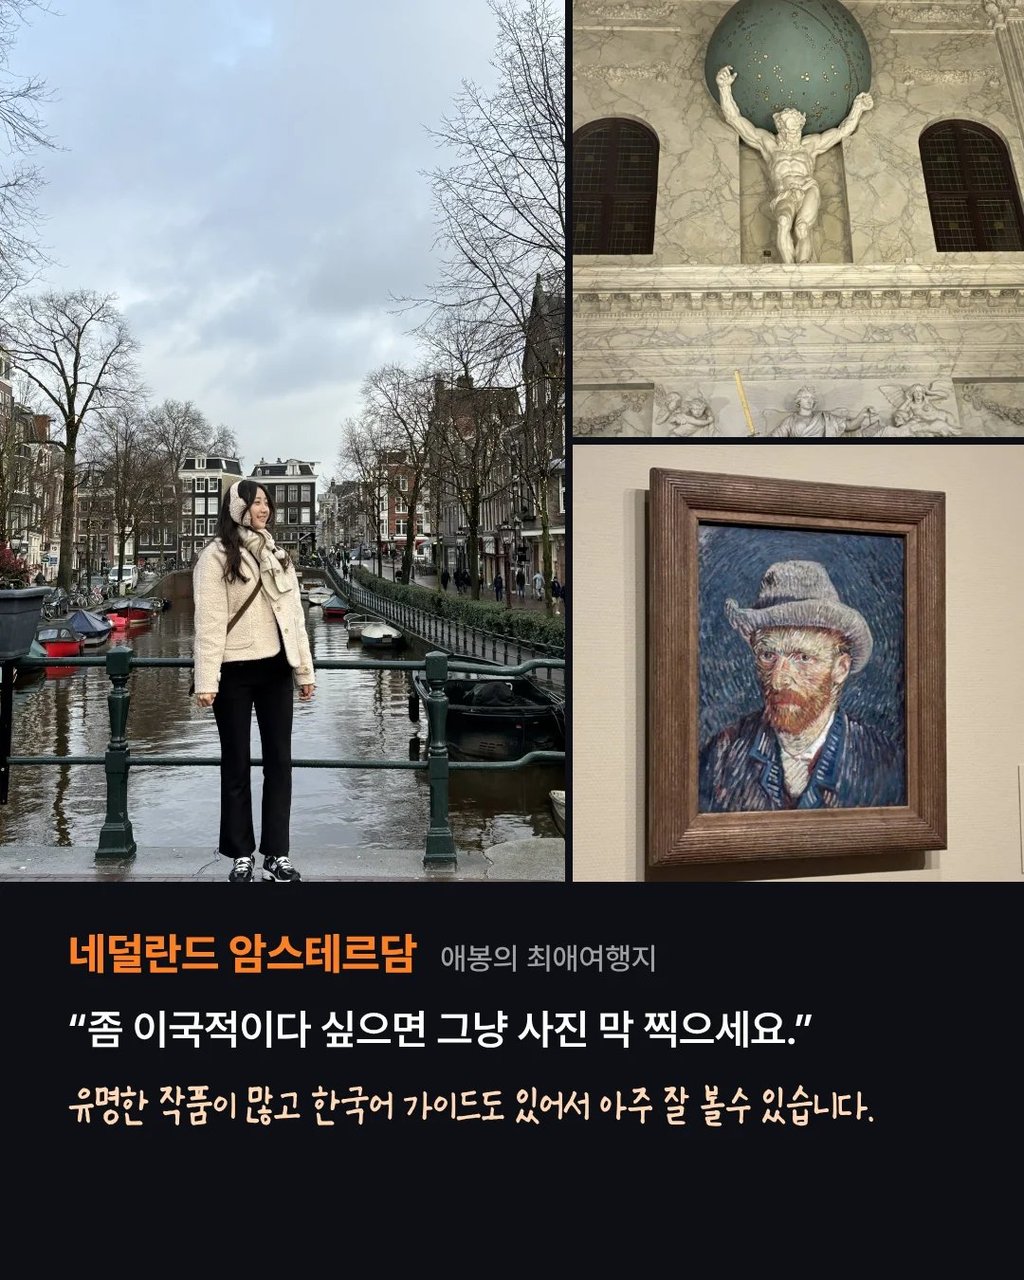 네덜란드 암스테르담 애봉의 최애여행지
“좀 이국적이다 싶으면 그냥 사진 막 찍으세요.”
유명한 작품이 많고 한국어 가이드도 있어서 아주 잘 볼수 있습니다.